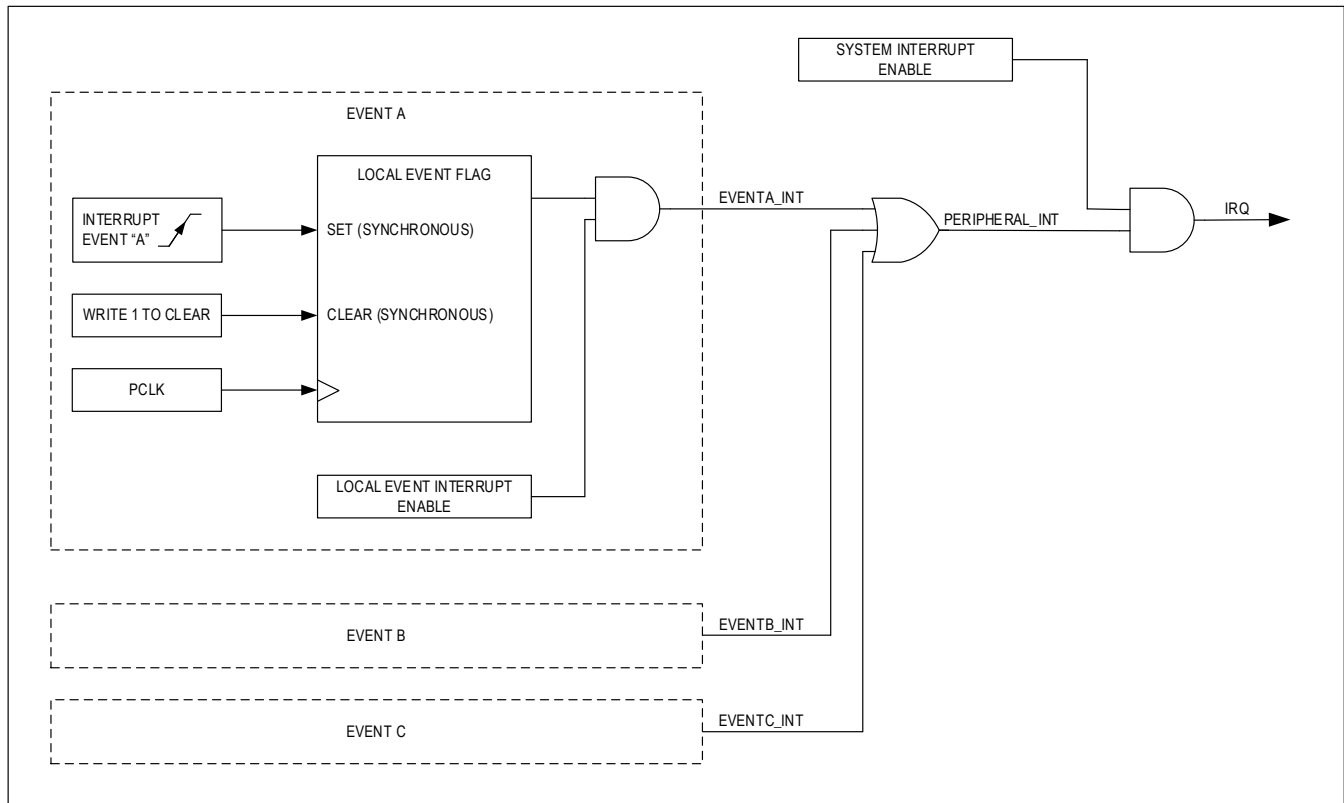 SYSTEM INTERRUPT
ENABLE
EVENT A
LOCAL EVENT FLAG
INTERRUPT
EVENT “A”
SET (SYNCHRONOUS)
WRITE 1 TO CLEAR
CLEAR (SYNCHRONOUS)
PCLK
LOCAL EVENT INTERRUPT
ENABLE
EVENTA_INT
PERIPHERAL_INT
IRQ
EVENT B
EVENTB_INT
EVENT C
EVENTC_INT